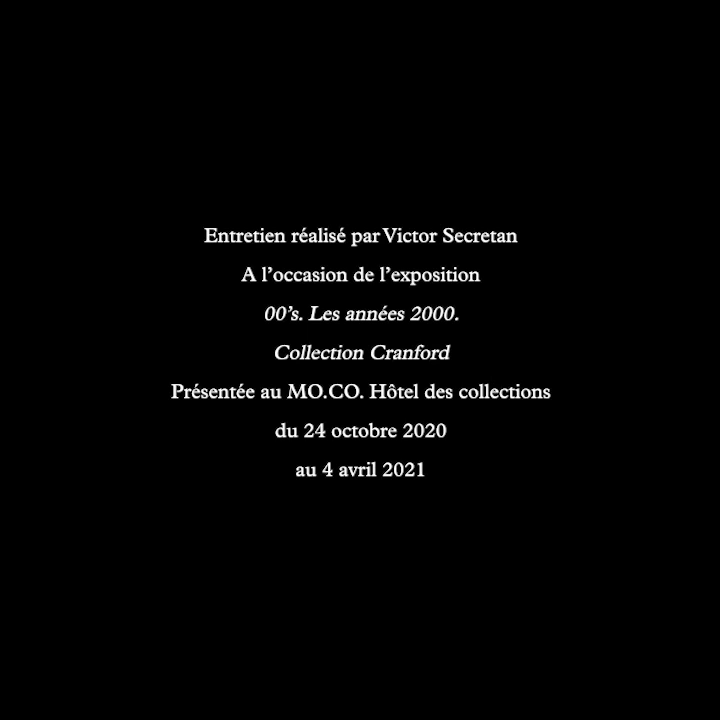 Entretien réalisé par Victor Secretan
A l’occasion de l’exposition
00’s. Les années 2000.
Collection Cranford
Présentée au MO.CO. Hôtel des collections
du 24 octobre 2020
au 4 avril 2021